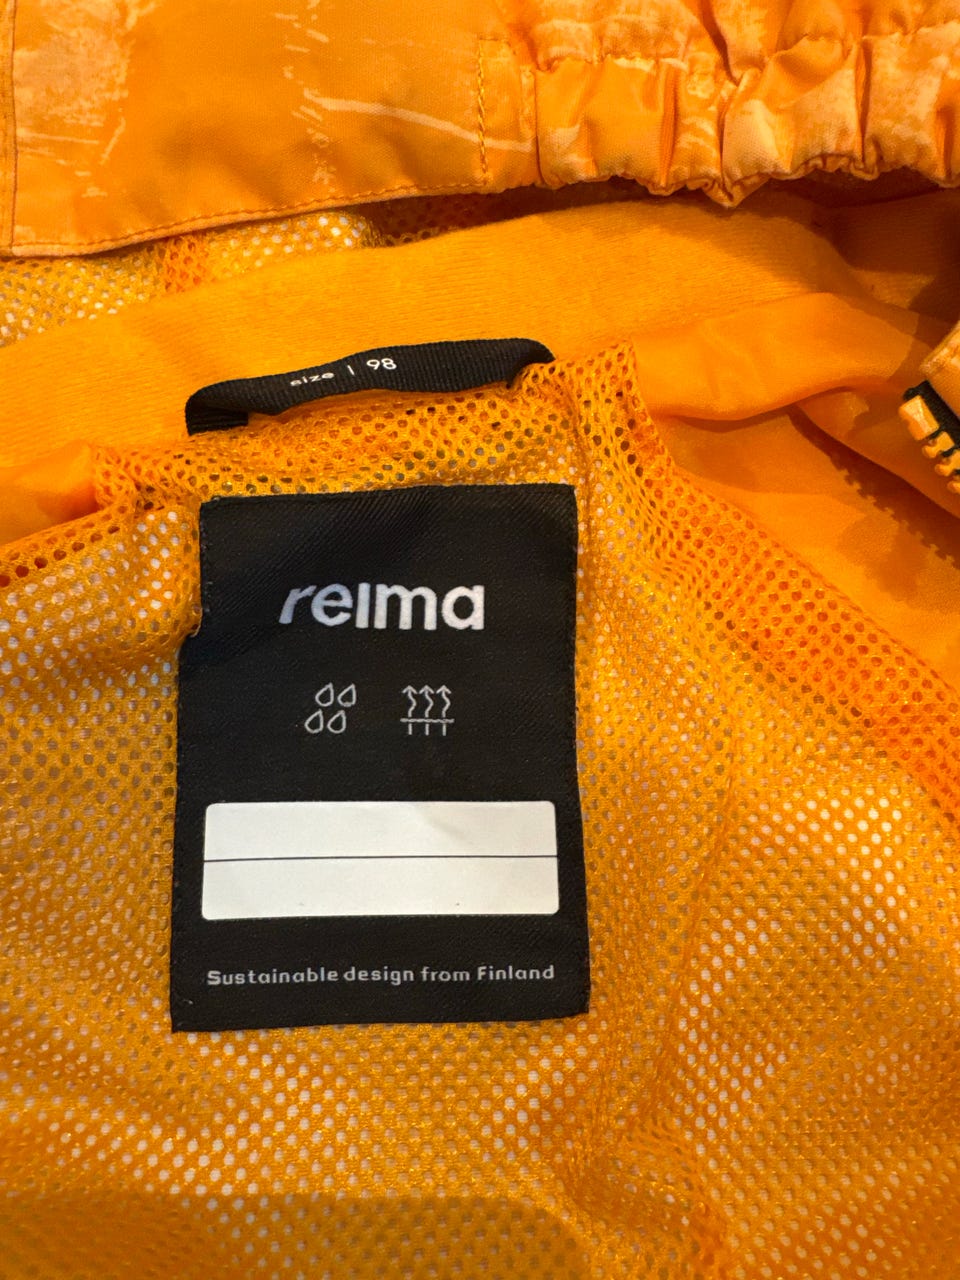 size | 98
reima
Sustainable design from Finland